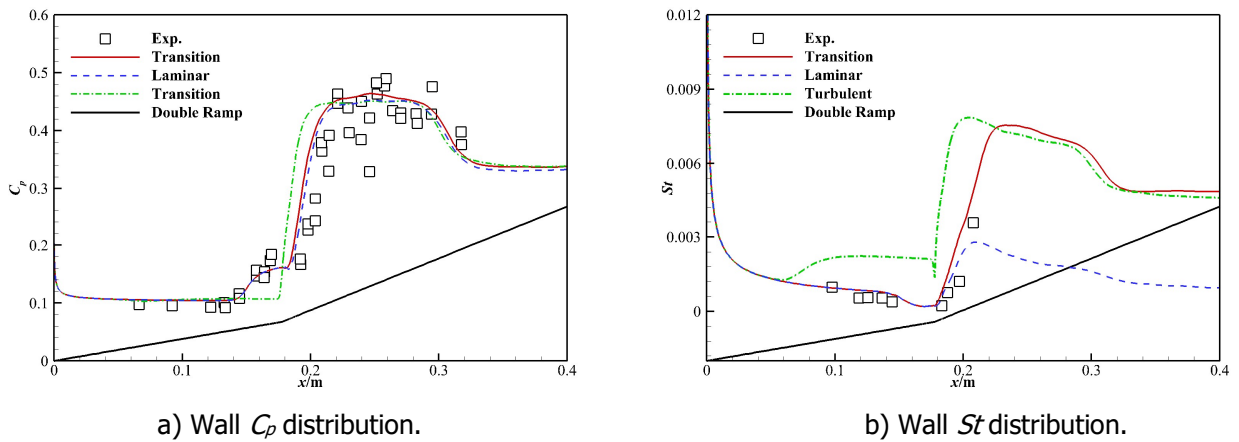 0.6
0.5
0.4
0.3
0.2
0.1
0
Cp
Exp.
Transition
Laminar
Transition
Double Ramp
0 0.1 0.2 0.3 0.4
x/m
a) Wall Cp distribution.
0.012
0.009
0.006
0.003
0
St
Exp.
Transition
Laminar
Turbulent
Double Ramp
0 0.1 0.2 0.3 0.4
x/m
b) Wall St distribution.